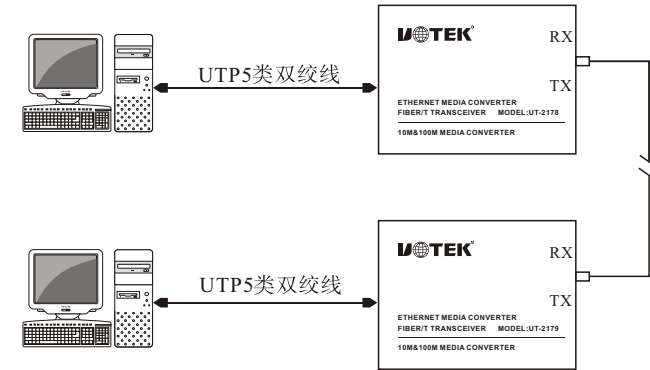 UOTEK
RX
UTP5类双绞线
TX
ETHERNET MEDIA CONVERTER
FIBER/T TRANSCEIVER MODEL:UT-2178
10M&100M MEDIA CONVERTER
UOTEK
RX
UTP5类双绞线
TX
ETHERNET MEDIA CONVERTER
FIBER/T TRANSCEIVER MODEL:UT-2179
10M&100M MEDIA CONVERTER